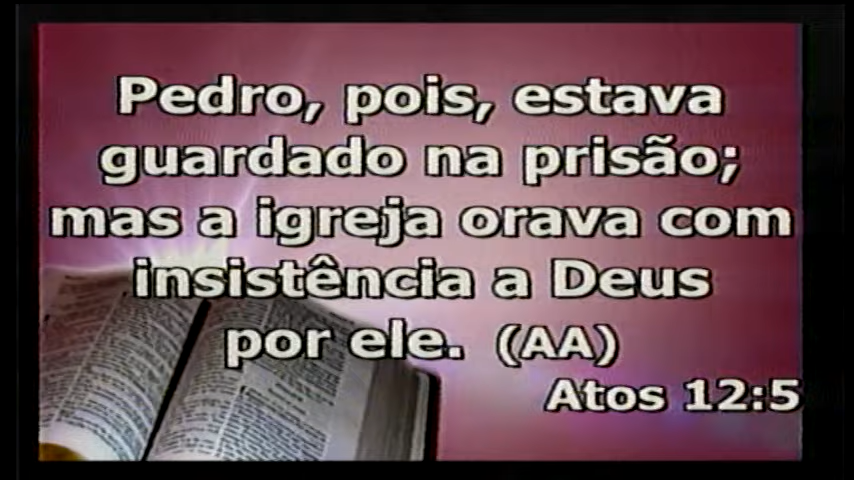 Pedro, pois, estava
guardado na prisão;
mas a igreja orava com
insistência a Deus
por ele. (AA)
Atos 12:5